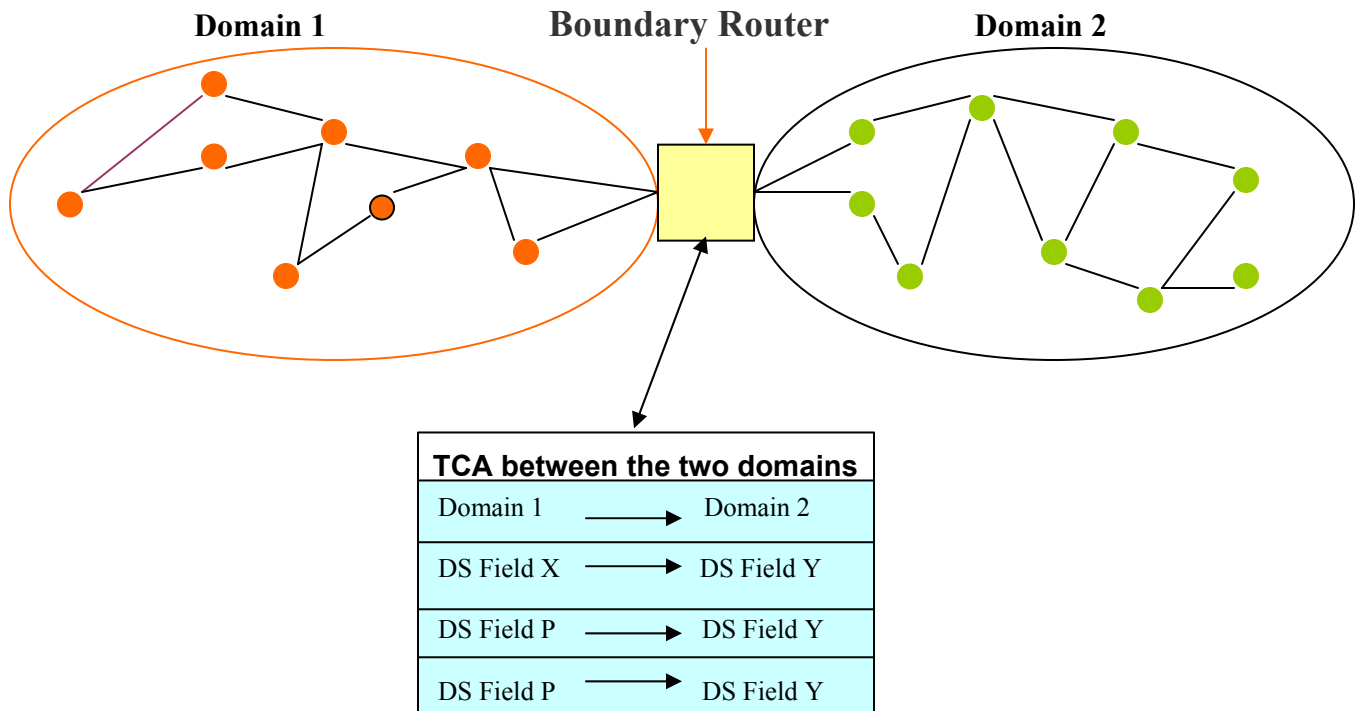 Domain 1
Boundary Router
Domain 2
TCA between the two domains
Domain 1 Domain 2
DS Field X DS Field Y
DS Field P DS Field Y
DS Field P DS Field Y